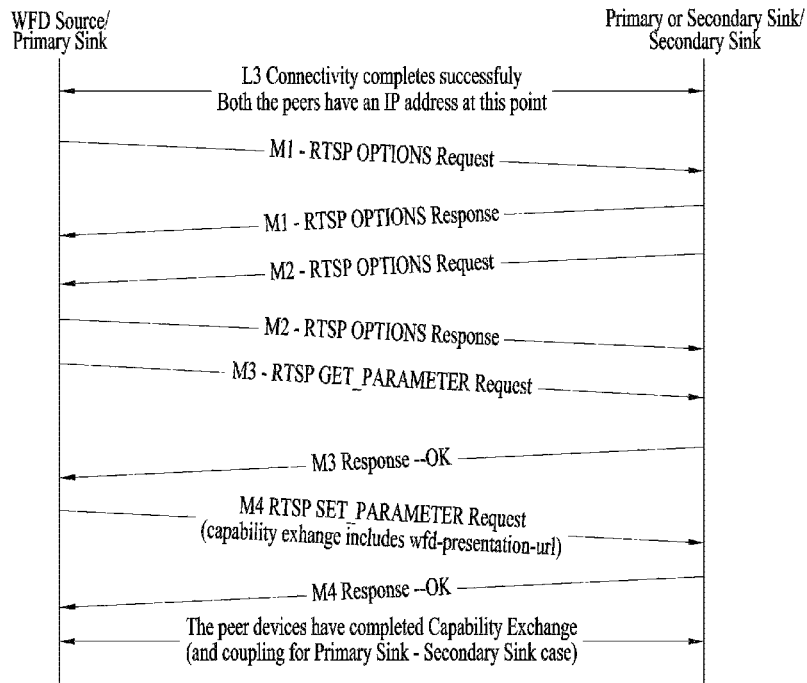 WFD Source/
Primary Sink
Primary or Secondary Sink/
Secondary Sink
L3 Connectivity completes successfuly
Both the peers have an IP address at this point
M1 - RTSP OPTIONS Request
M1 - RTSP OPTIONS Response
M2 - RTSP OPTIONS Request
M2 - RTSP OPTIONS Response
M3 - RTSP GET_PARAMETER Request
M3 Response --OK
M4 RTSP SET_PARAMETER Request
(capability exhange includes wfd-presentation-url)
M4 Response --OK
The peer devices have completed Capability Exchange
(and coupling for Primary Sink - Secondary Sink case)